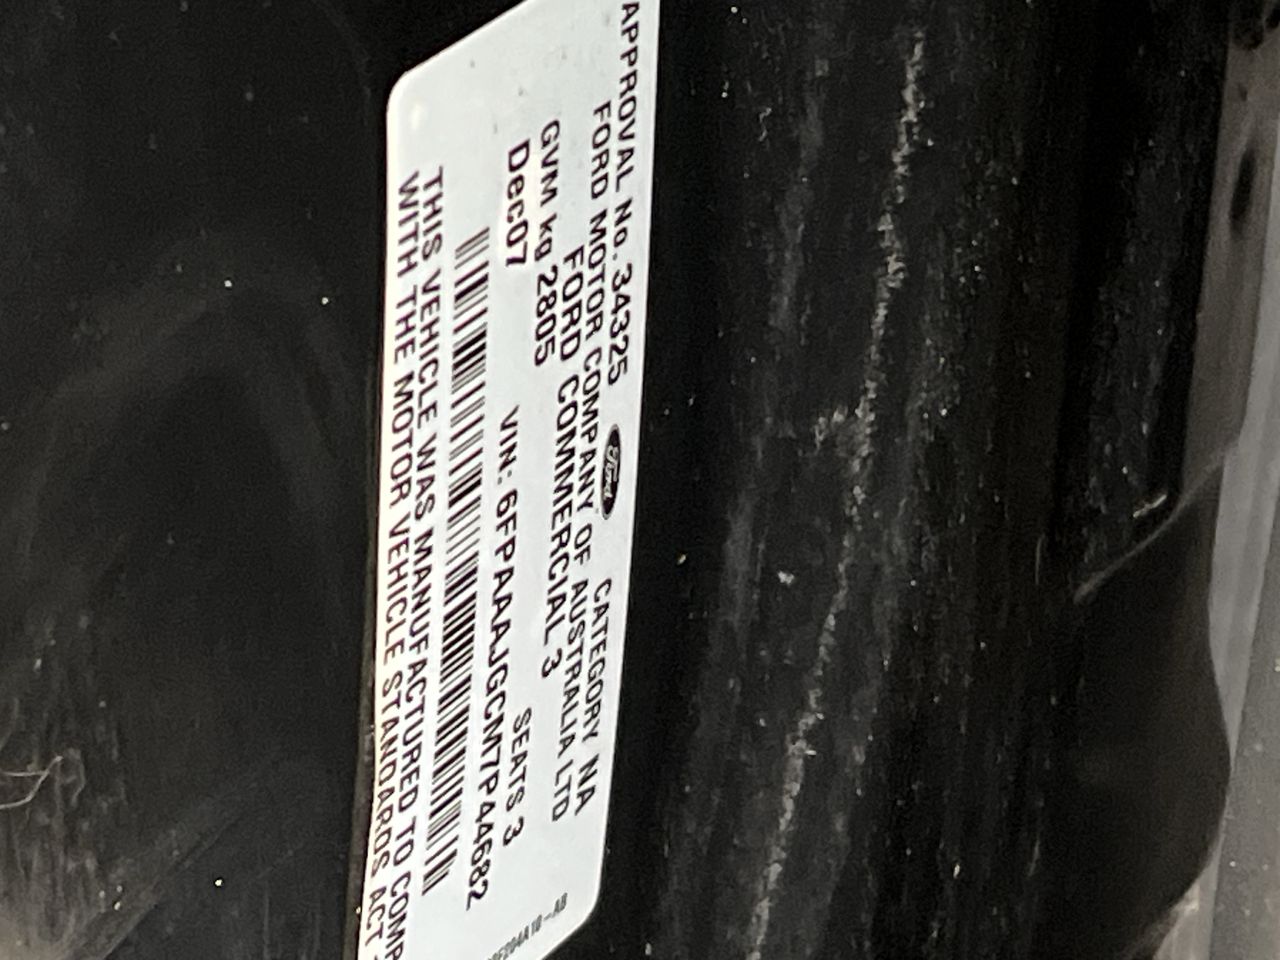 APPROVAL No. 34325 Ford CATEGORY NA
FORD MOTOR COMPANY OF AUSTRALIA LTD
FORD COMMERCIAL 3
GVM kg 2805
Dec07 SEATS 3
VIN: 6FPAAAJGCM7P44682
THIS VEHICLE WAS MANUFACTURED TO COMP
WITH THE MOTOR VEHICLE STANDARDS ACT